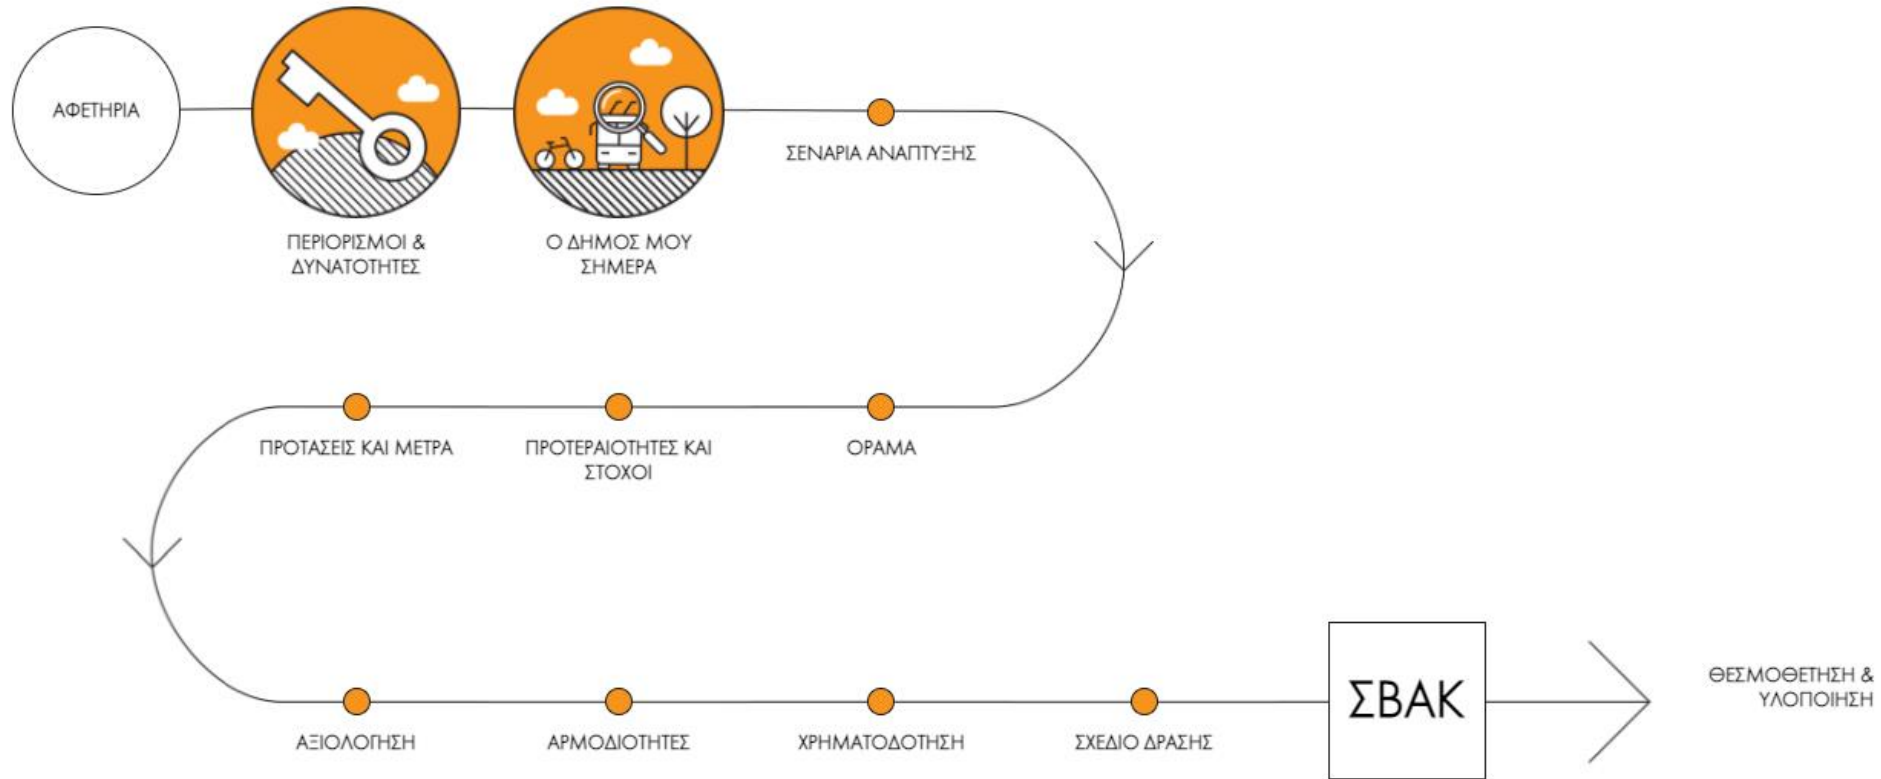 ΑΦΕΤΗΡΙΑ
ΠΕΡΙΟΡΙΣΜΟΙ &
ΔΥΝΑΤΟΤΗΤΕΣ
Ο ΔΗΜΟΣ ΜΟΥ
ΣΗΜΕΡΑ
ΣΕΝΑΡΙΑ ΑΝΑΠΤΥΞΗΣ
ΟΡΑΜΑ
ΠΡΟΤΕΡΑΙΟΤΗΤΕΣ ΚΑΙ
ΣΤΟΧΟΙ
ΠΡΟΤΑΣΕΙΣ ΚΑΙ ΜΕΤΡΑ
ΑΞΙΟΛΟΓΗΣΗ
ΑΡΜΟΔΙΟΤΗΤΕΣ
ΧΡΗΜΑΤΟΔΟΤΗΣΗ
ΣΧΕΔΙΟ ΔΡΑΣΗΣ
ΣΒΑΚ
ΘΕΣΜΟΘΕΤΗΣΗ &
ΥΛΟΠΟΙΗΣΗ